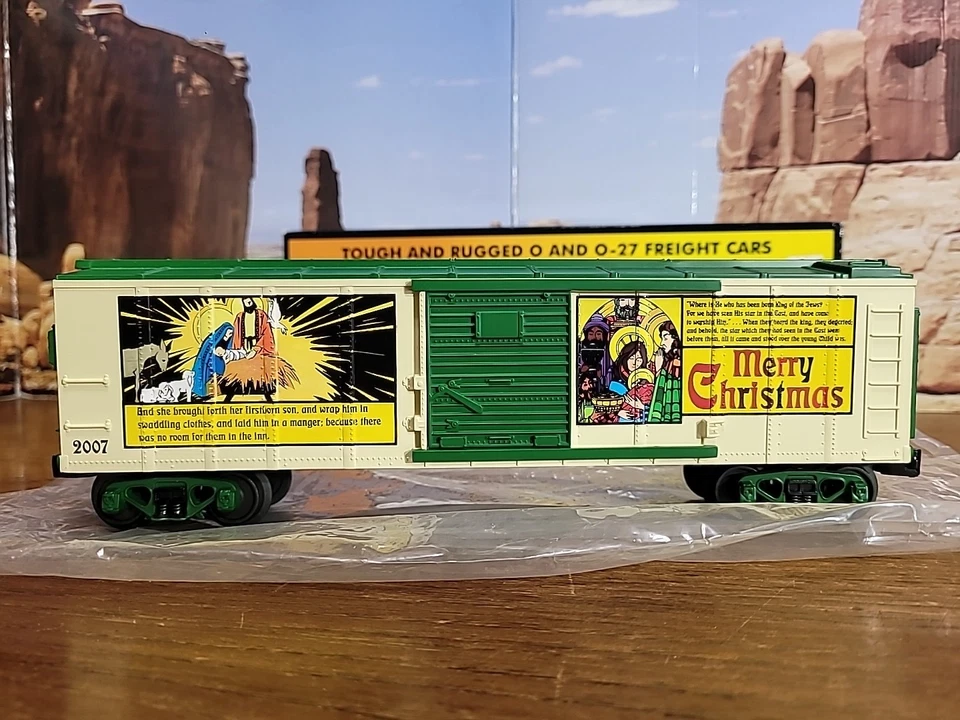 TOUGH AND RUGGED O AND O-27 FREIGHT CARS
And she brought forth her firstborn son, and wrap him in
swaddling clothes, and laid him in a manger; because there
was no room for them in the inn.
2007
"Where is He who has been born King of the Jews?
For we have seen His star in the East, and have come
to worship Him." . . . When they heard the king, they departed;
and behold, the star which they had seen in the East went
before them, till it came and stood over the young Child
Merry
Christmas